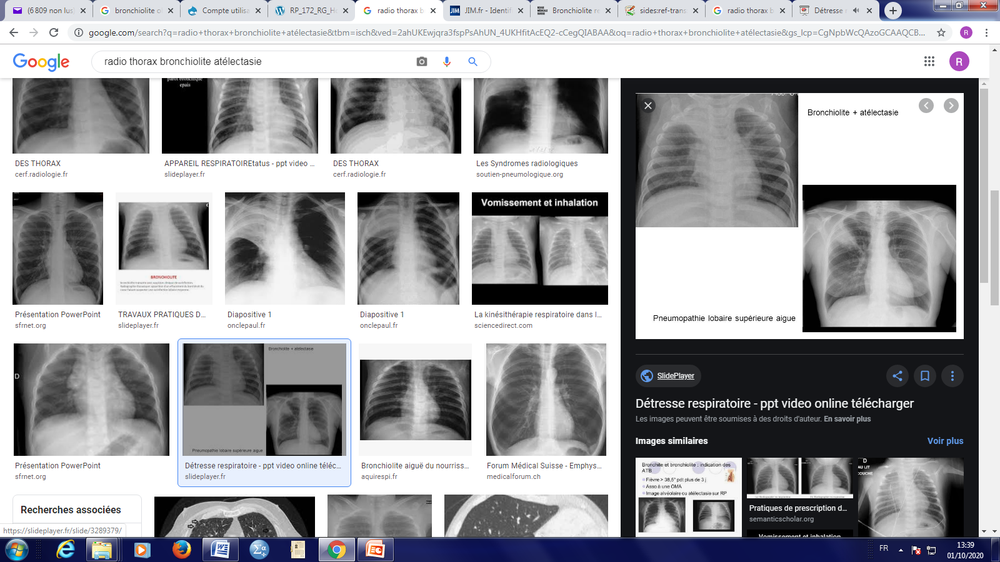 (6 809 non lus)
bronchiolite ob
Compte utilisa
RP_172_RG_Ho
radio thorax b
JIM.fr - Identif
Bronchiolite re
sides:ref-trans
radio thorax b
Détresse
google.com/search?q=radio+thorax+bronchiolite+atélectasie&tbm=isch&ved=2ahUKEwjqra3fspPsAhUN_4UKHfitAcEQ2-cCegQIABAA&oq=radio+thorax+bronchiolite+atélectasie&gs_lcp=CgNpbWcQAzoGCAAQCB...
R
Google
radio thorax bronchiolite atélectasie
R
paroi bronchique
epais
DES THORAX
cerf.radiologie.fr
APPAREIL RESPIRATOIREtatus - ppt video ...
slideplayer.fr
DES THORAX
cerf.radiologie.fr
Les Syndromes radiologiques
soutien-pneumologique.org
BRONCHIOLITE
Vomissement et inhalation
Présentation PowerPoint
sfrnet.org
TRAVAUX PRATIQUES D...
slideplayer.fr
Diapositive 1
onclepaul.fr
Diapositive 1
onclepaul.fr
La kinésithérapie respiratoire dans l...
sciencedirect.com
D
Bronchiolite + atélectasie
Pneumopathie lobaire supérieure aigue
Présentation PowerPoint
sfrnet.org
Détresse respiratoire - ppt video online téléc...
slideplayer.fr
Bronchiolite aiguë du nourriss...
aquirespi.fr
Forum Médical Suisse - Emphys...
medicalforum.ch
Recherches associées
https://slideplayer.fr/slide/3289379/
Bronchiolite + atélectasie
Pneumopathie lobaire supérieure aigue
SlidePlayer
Détresse respiratoire - ppt video online télécharger
Les images peuvent être soumises à des droits d'auteur. En savoir plus
Images similaires
Voir plus
Bronchite et bronchiolite : indication des
ATB
Fièvre > 38,5° pdt plus de 3 j
Asso à une OMA
Image alvéolaire ou atélectasie sur RP
Pratiques de prescription d...
semanticscholar.org
Vomissement et inhalation
D
AU LIT
COUCHE
FR
13:39
01/10/2020